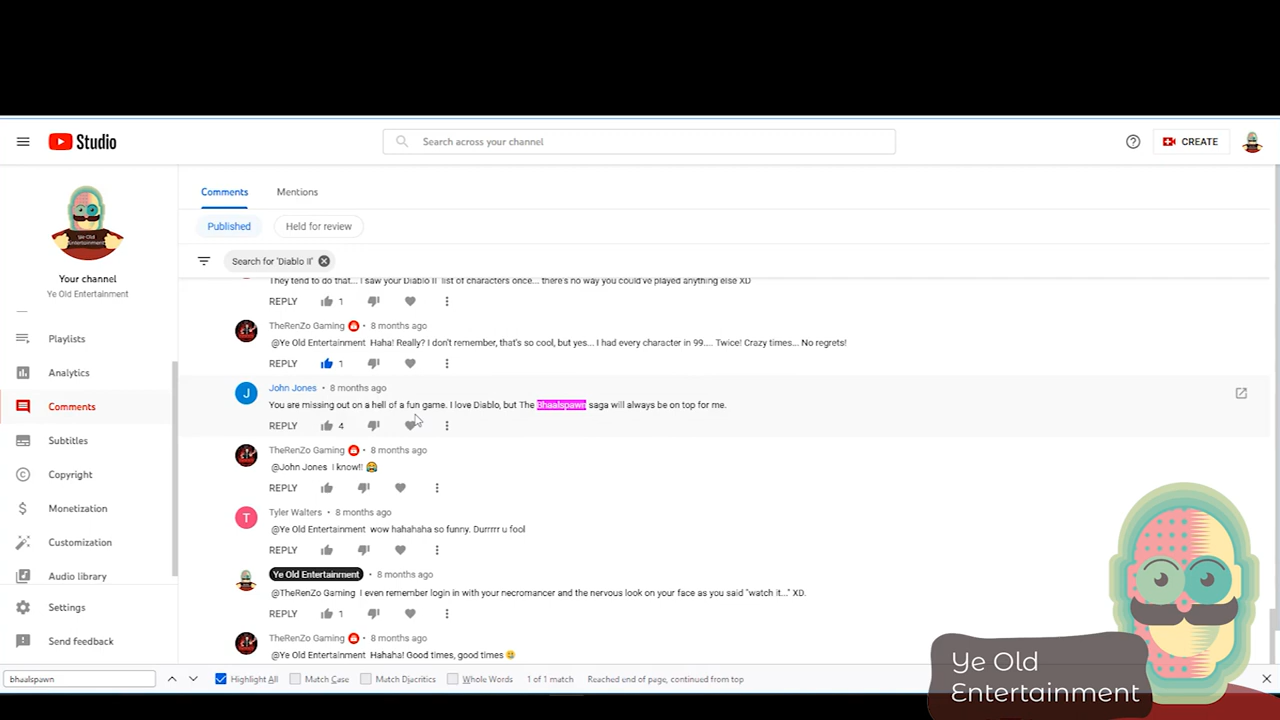 Studio
Search across your channel
CREATE
Ye Old
Entertainment
Your channel
Ye Old Entertainment
Playlists
Analytics
Comments
Subtitles
Copyright
Monetization
Customization
Audio library
Settings
Send feedback
Comments Mentions
Published Held for review
Search for 'Diablo II'
They tend to do that... I saw your Diablo II list of characters once... there's no way you could've played anything else XD
REPLY 1
TheRenZo Gaming • 8 months ago
@Ye Old Entertainment Haha! Really? I don't remember, that's so cool, but yes... I had every character in 99.... Twice! Crazy times... No regrets!
REPLY 1
J John Jones • 8 months ago
You are missing out on a hell of a fun game. I love Diablo, but The Bhaalspawn saga will always be on top for me.
REPLY 4
TheRenZo Gaming • 8 months ago
@John Jones I know!! 😭
REPLY
T Tyler Walters • 8 months ago
@Ye Old Entertainment wow hahahaha so funny. Durrrrr u fool
REPLY
Ye Old Entertainment • 8 months ago
@TheRenZo Gaming I even remember login in with your necromancer and the nervous look on your face as you said "watch it..." XD.
REPLY 1
TheRenZo Gaming • 8 months ago
@Ye Old Entertainment Hahaha! Good times, good times 😊
bhaalspawn Highlight All Match Case Match Diacritics Whole Words 1 of 1 match Reached end of page, continued from top
Ye Old
Entertainment